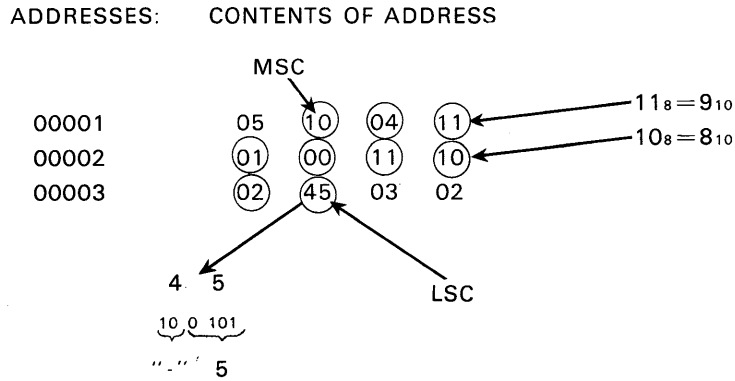 ADDRESSES: CONTENTS OF ADDRESS
MSC
00001 05 10 04 11 11₈=9₁₀
00002 01 00 11 10 10₈=8₁₀
00003 02 45 03 02
4 5
LSC
10 0 101
"-" 5